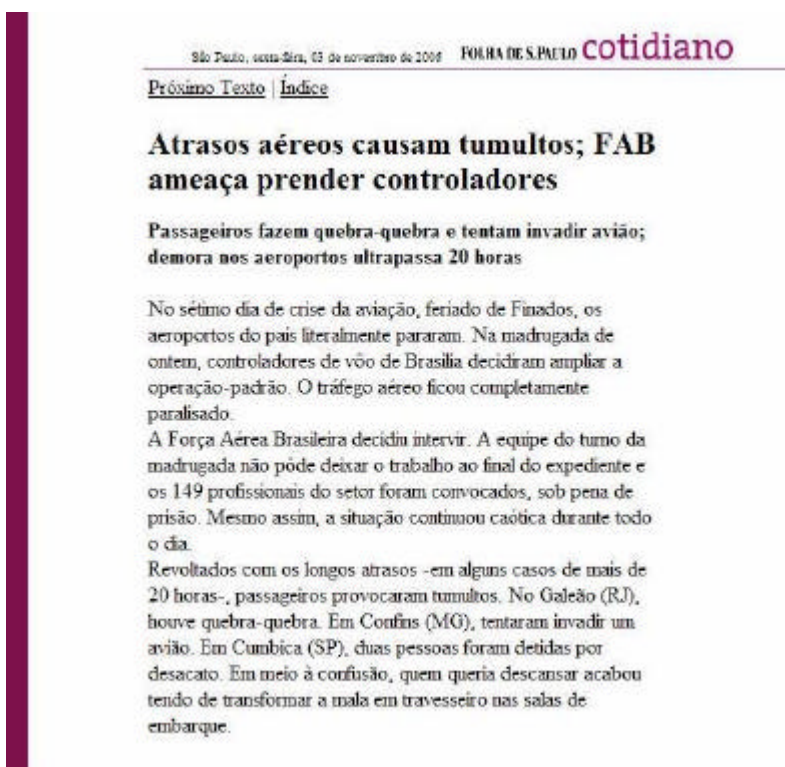 São Paulo, sexta-feira, 03 de novembro de 2006 FOLHA DE S.PAULO cotidiano
Próximo Texto | Índice
Atrasos aéreos causam tumultos; FAB
ameaça prender controladores
Passageiros fazem quebra-quebra e tentam invadir avião;
demora nos aeroportos ultrapassa 20 horas
No sétimo dia de crise da aviação, feriado de Finados, os
aeroportos do país literalmente pararam. Na madrugada de
ontem, controladores de vôo de Brasília decidiram ampliar a
operação-padrão. O tráfego aéreo ficou completamente
paralisado.
A Força Aérea Brasileira decidiu intervir. A equipe do turno da
madrugada não pôde deixar o trabalho ao final do expediente e
os 149 profissionais do setor foram convocados, sob pena de
prisão. Mesmo assim, a situação continuou caótica durante todo
o dia.
Revoltados com os longos atrasos -em alguns casos de mais de
20 horas-, passageiros provocaram tumultos. No Galeão (RJ),
houve quebra-quebra. Em Confins (MG), tentaram invadir um
avião. Em Cumbica (SP), duas pessoas foram detidas por
desacato. Em meio à confusão, quem queria descansar acabou
tendo de transformar a mala em travesseiro nas salas de
embarque.